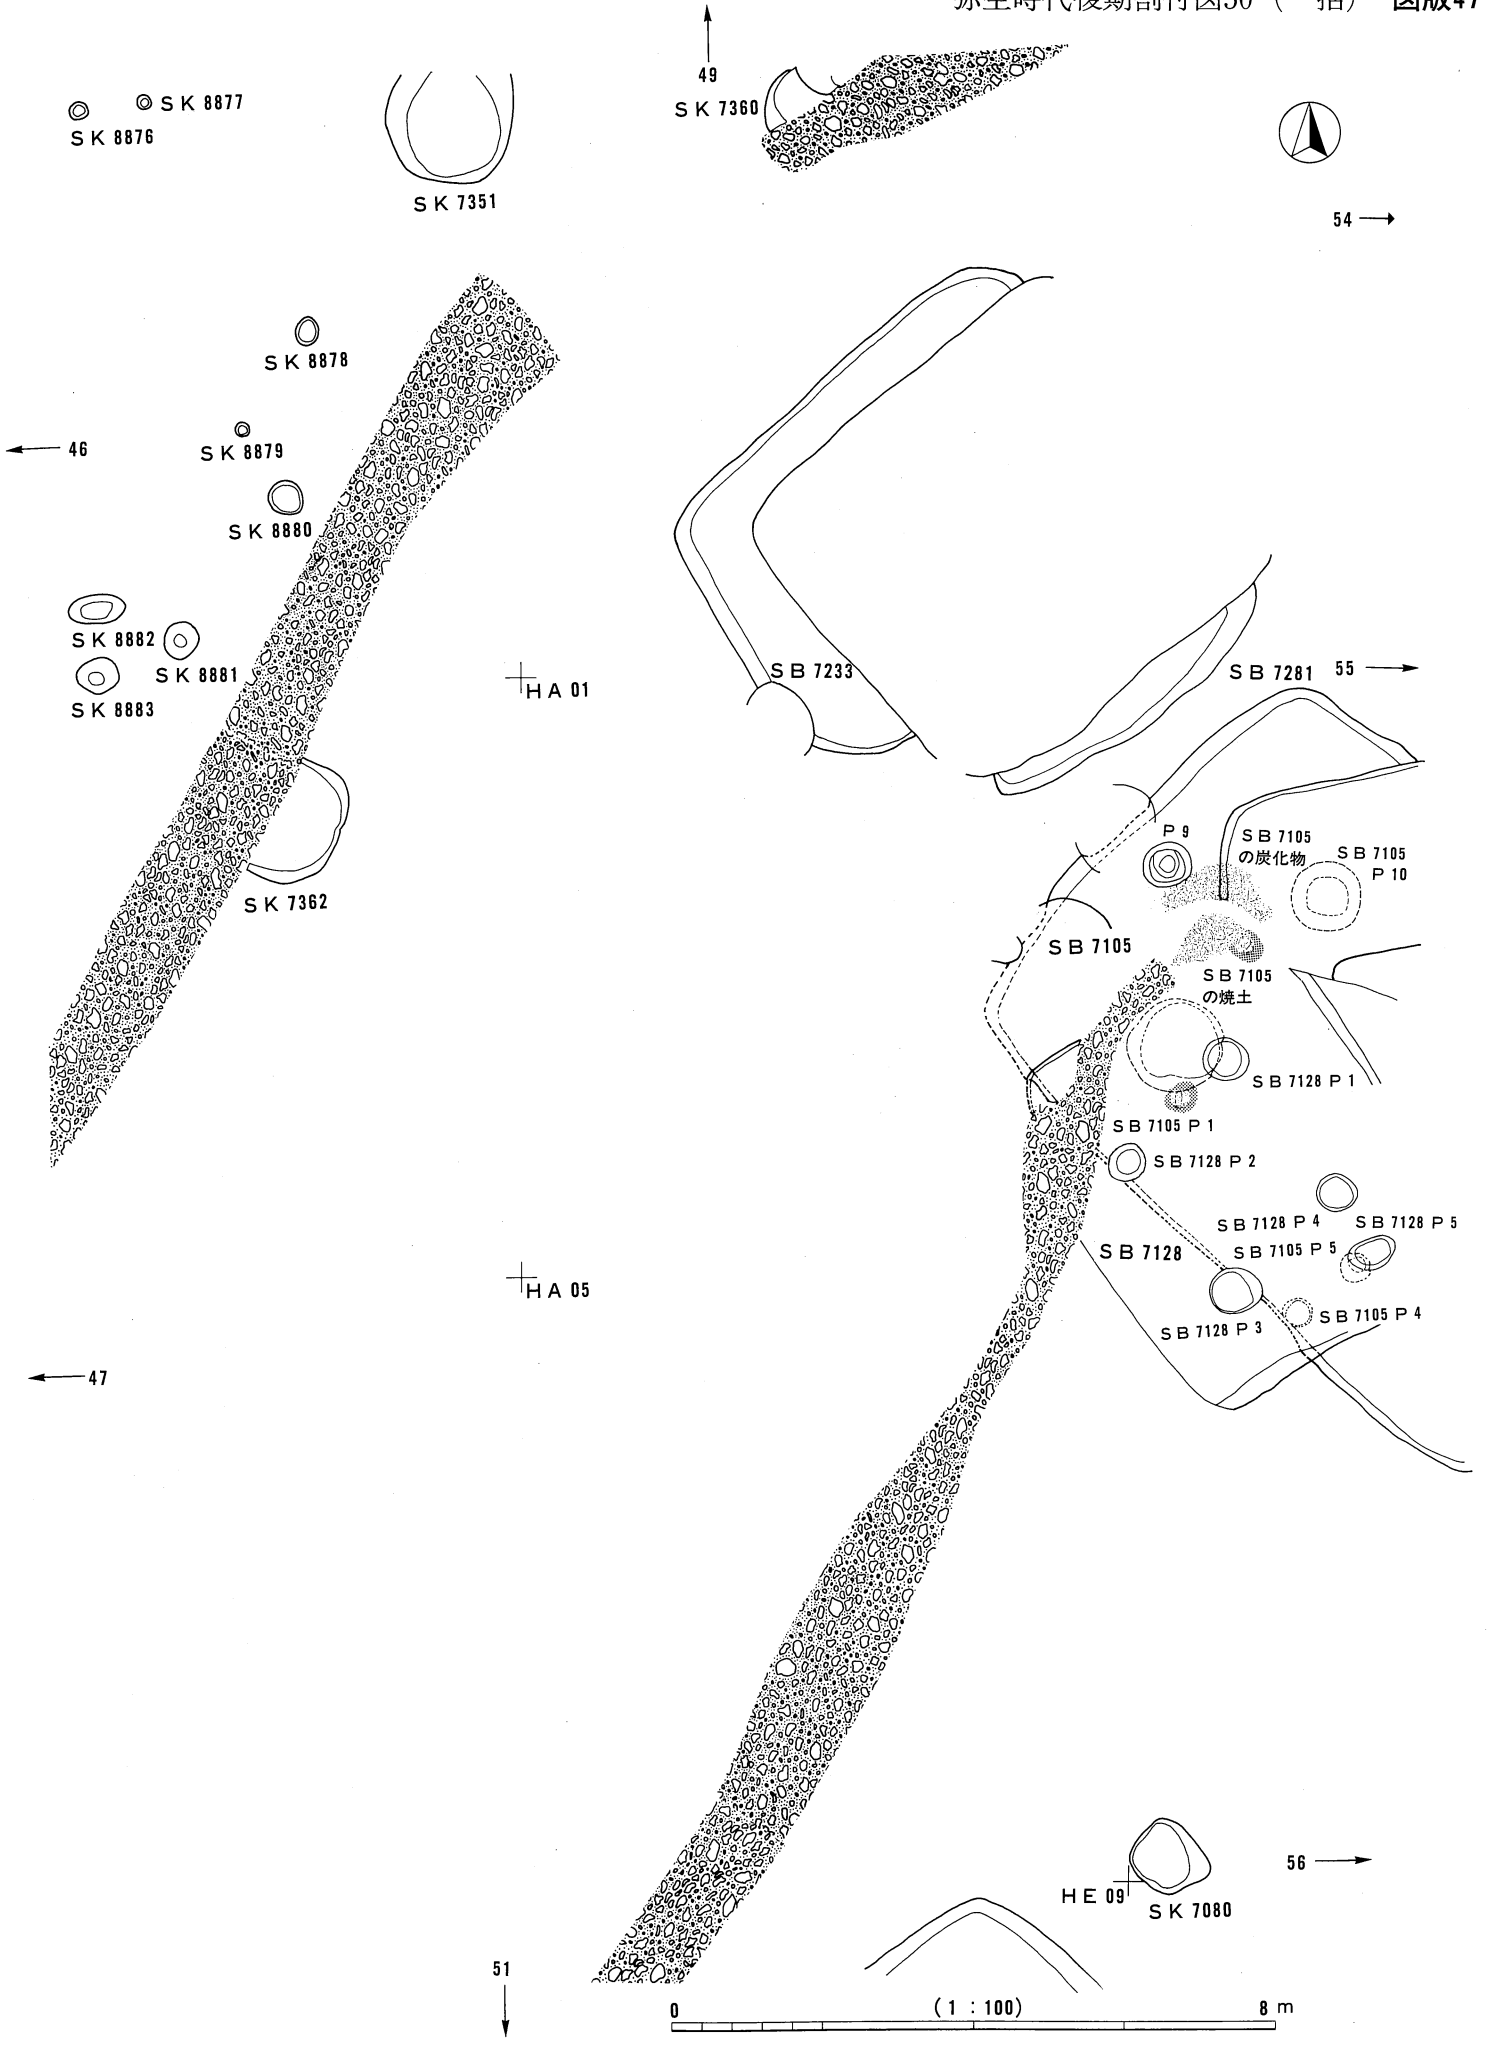 図版47
49
SK 8877
SK 7360
SK 8876
SK 7351
54
SK 8878
46
SK 8879
SK 8880
SK 8882
SK 8881
SK 8883
HA 01
SB 7233
SB 7281
55
P 9
SB 7105
の炭化物
SB 7105
P 10
SK 7362
SB 7105
SB 7105
の焼土
SB 7128 P 1
SB 7105 P 1
SB 7128 P 2
SB 7128 P 4
SB 7128 P 5
SB 7128
SB 7105 P 5
HA 05
SB 7105 P 4
SB 7128 P 3
47
56
HE 09
SK 7080
51
0
(1 : 100)
8 m